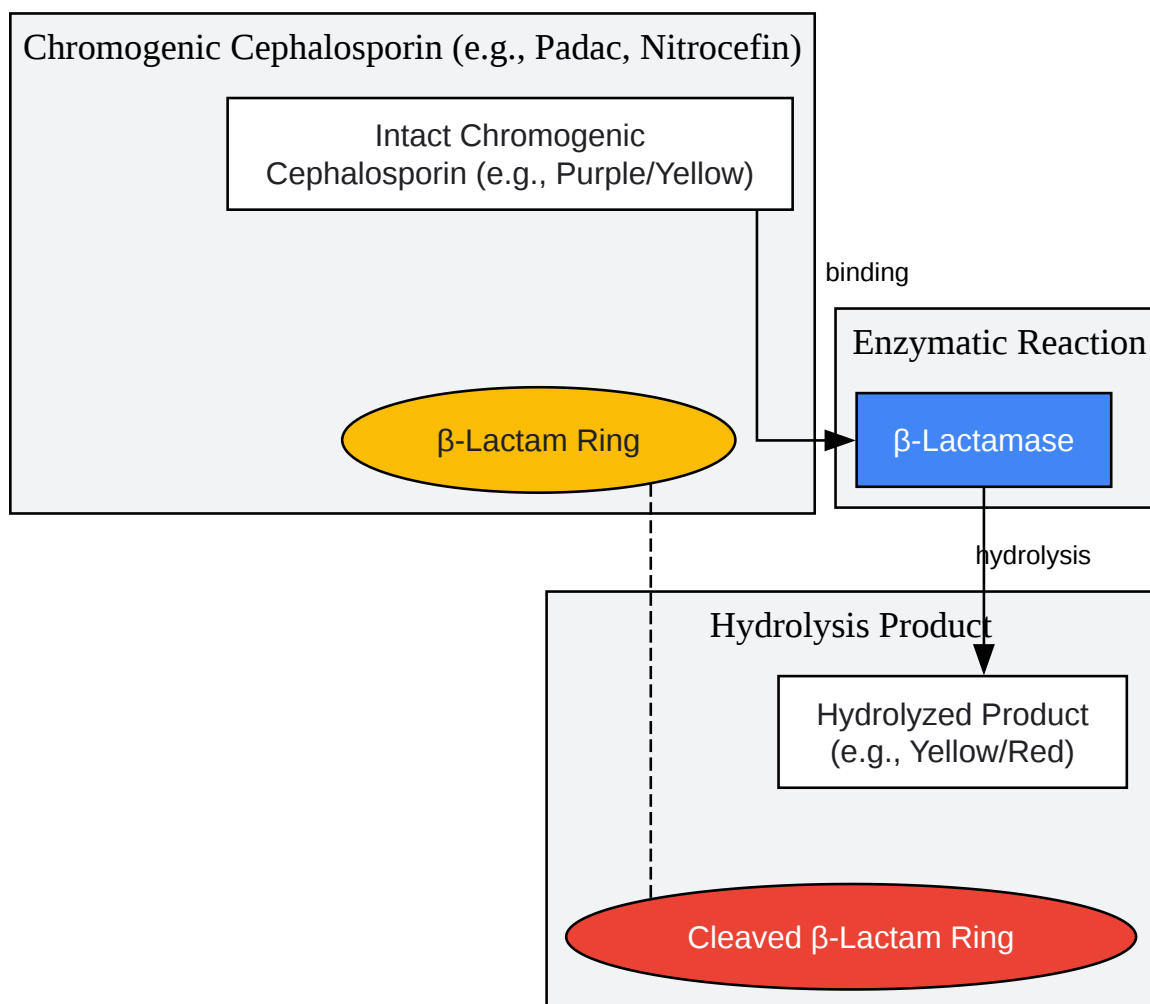 Chromogenic Cephalosporin (e.g., Padac, Nitrocefin)
Intact Chromogenic
Cephalosporin (e.g., Purple/Yellow)
binding
Enzymatic Reaction
β-Lactam Ring
β-Lactamase
hydrolysis
Hydrolysis Product
Hydrolyzed Product
(e.g., Yellow/Red)
Cleaved β-Lactam Ring